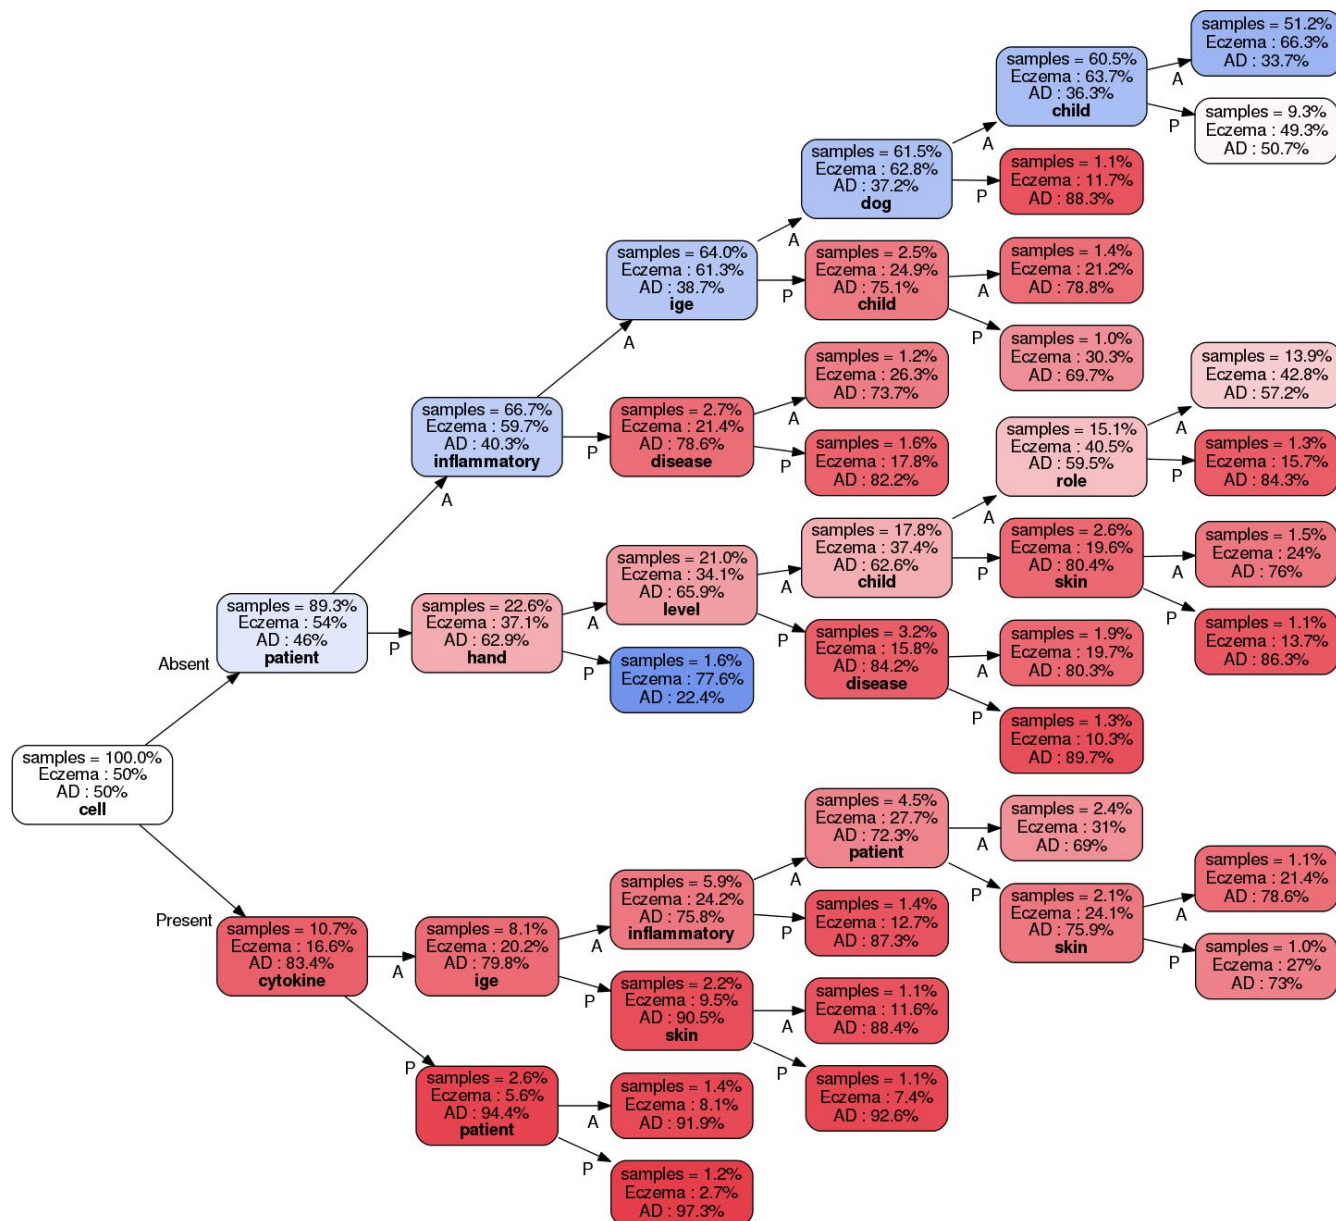 samples = 100.0%
Eczema : 50%
AD : 50%
cell
Absent
Present
samples = 89.3%
Eczema : 54%
AD : 46%
patient
A
P
samples = 10.7%
Eczema : 16.6%
AD : 83.4%
cytokine
A
P
samples = 66.7%
Eczema : 59.7%
AD : 40.3%
inflammatory
A
P
samples = 22.6%
Eczema : 37.1%
AD : 62.9%
hand
A
P
samples = 8.1%
Eczema : 20.2%
AD : 79.8%
ige
A
P
samples = 2.6%
Eczema : 5.6%
AD : 94.4%
patient
A
P
samples = 64.0%
Eczema : 61.3%
AD : 38.7%
ige
A
P
samples = 2.7%
Eczema : 21.4%
AD : 78.6%
disease
A
P
samples = 21.0%
Eczema : 34.1%
AD : 65.9%
level
A
P
samples = 1.6%
Eczema : 77.6%
AD : 22.4%
samples = 5.9%
Eczema : 24.2%
AD : 75.8%
inflammatory
A
P
samples = 2.2%
Eczema : 9.5%
AD : 90.5%
skin
A
P
samples = 1.4%
Eczema : 8.1%
AD : 91.9%
samples = 1.2%
Eczema : 2.7%
AD : 97.3%
samples = 61.5%
Eczema : 62.8%
AD : 37.2%
dog
A
P
samples = 2.5%
Eczema : 24.9%
AD : 75.1%
child
A
P
samples = 1.2%
Eczema : 26.3%
AD : 73.7%
samples = 1.6%
Eczema : 17.8%
AD : 82.2%
samples = 17.8%
Eczema : 37.4%
AD : 62.6%
child
A
P
samples = 3.2%
Eczema : 15.8%
AD : 84.2%
disease
A
P
samples = 4.5%
Eczema : 27.7%
AD : 72.3%
patient
A
P
samples = 1.4%
Eczema : 12.7%
AD : 87.3%
samples = 1.1%
Eczema : 11.6%
AD : 88.4%
samples = 1.1%
Eczema : 7.4%
AD : 92.6%
samples = 60.5%
Eczema : 63.7%
AD : 36.3%
child
A
P
samples = 1.1%
Eczema : 11.7%
AD : 88.3%
samples = 1.4%
Eczema : 21.2%
AD : 78.8%
samples = 1.0%
Eczema : 30.3%
AD : 69.7%
samples = 15.1%
Eczema : 40.5%
AD : 59.5%
role
A
P
samples = 2.6%
Eczema : 19.6%
AD : 80.4%
skin
A
P
samples = 1.9%
Eczema : 19.7%
AD : 80.3%
samples = 1.3%
Eczema : 10.3%
AD : 89.7%
samples = 2.4%
Eczema : 31%
AD : 69%
samples = 2.1%
Eczema : 24.1%
AD : 75.9%
skin
A
P
samples = 51.2%
Eczema : 66.3%
AD : 33.7%
samples = 9.3%
Eczema : 49.3%
AD : 50.7%
samples = 13.9%
Eczema : 42.8%
AD : 57.2%
samples = 1.3%
Eczema : 15.7%
AD : 84.3%
samples = 1.5%
Eczema : 24%
AD : 76%
samples = 1.1%
Eczema : 13.7%
AD : 86.3%
samples = 1.1%
Eczema : 21.4%
AD : 78.6%
samples = 1.0%
Eczema : 27%
AD : 73%